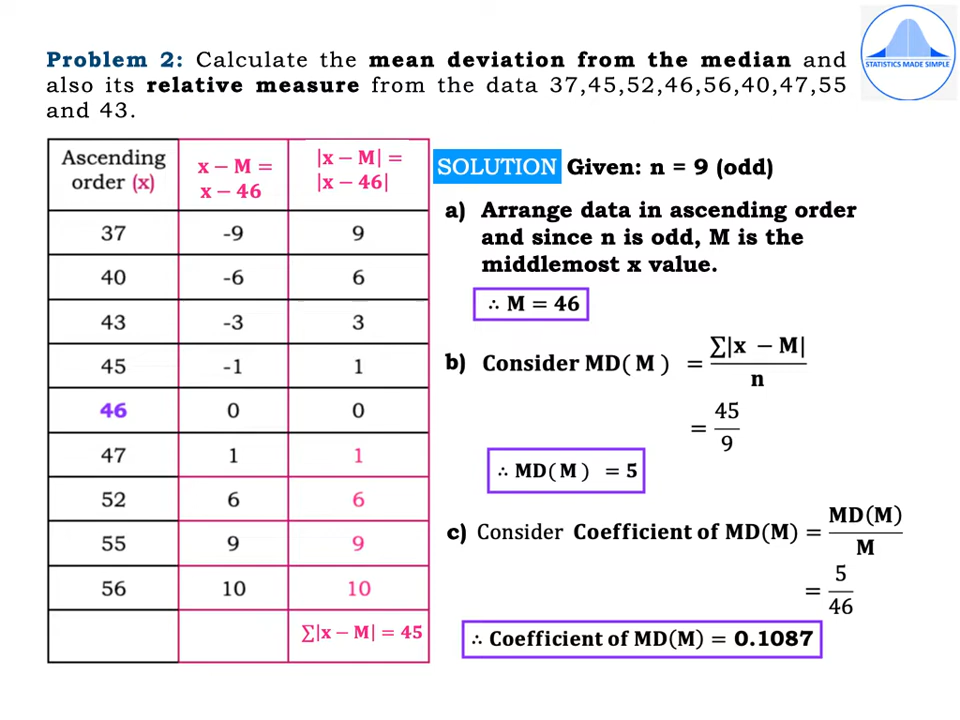 STATISTICS MADE SIMPLE
Problem 2: Calculate the mean deviation from the median and
also its relative measure from the data 37,45,52,46,56,40,47,55
and 43.
Ascending order (x) | x − M = x − 46 | |x − M| = |x − 46|
37 | -9 | 9
40 | -6 | 6
43 | -3 | 3
45 | -1 | 1
46 | 0 | 0
47 | 1 | 1
52 | 6 | 6
55 | 9 | 9
56 | 10 | 10
∑|x − M| = 45
SOLUTION Given: n = 9 (odd)
a) Arrange data in ascending order
and since n is odd, M is the
middlemost x value.
∴ M = 46
b) Consider MD( M ) = ∑|x − M| / n
= 45 / 9
∴ MD( M ) = 5
c) Consider Coefficient of MD(M) = MD(M) / M
= 5 / 46
∴ Coefficient of MD(M) = 0.1087